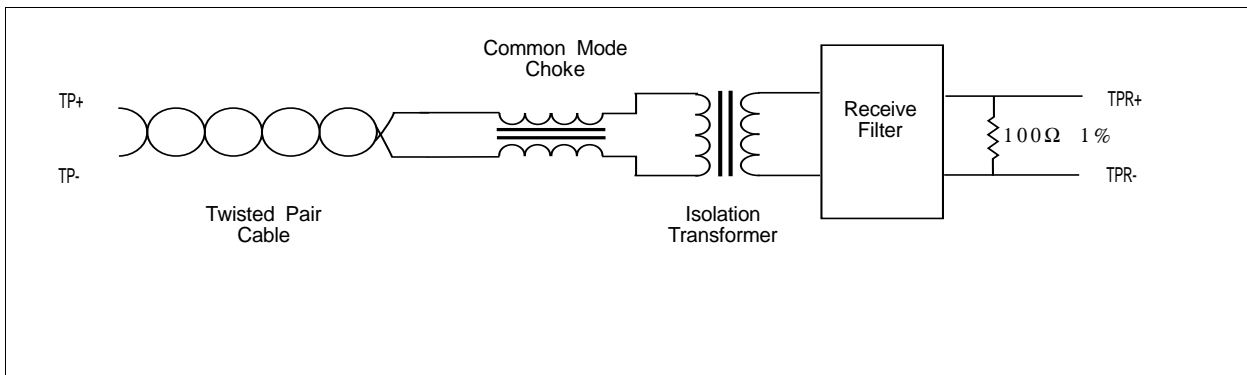 Common Mode
Choke
TP+
TP-
Receive
Filter
TPR+
100Ω 1%
TPR-
Twisted Pair
Cable
Isolation
Transformer